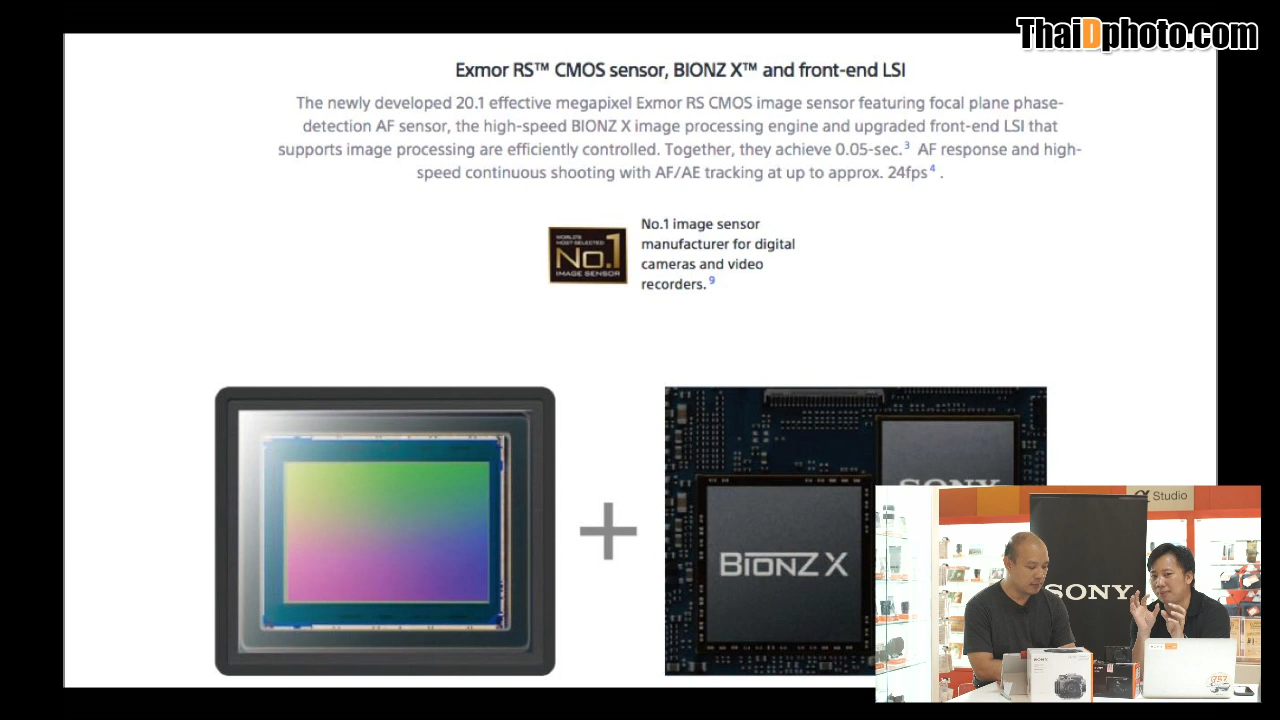 ThaiDphoto.com
Exmor RS™ CMOS sensor, BIONZ X™ and front-end LSI
The newly developed 20.1 effective megapixel Exmor RS CMOS image sensor featuring focal plane phase-
detection AF sensor, the high-speed BIONZ X image processing engine and upgraded front-end LSI that
supports image processing are efficiently controlled. Together, they achieve 0.05-sec.3 AF response and high-
speed continuous shooting with AF/AE tracking at up to approx. 24fps4 .
WORLD'S
MOST SELECTED
No.1
IMAGE SENSOR
No.1 image sensor
manufacturer for digital
cameras and video
recorders.9
SONY
BIONZ X
α Studio
SONY
SONY